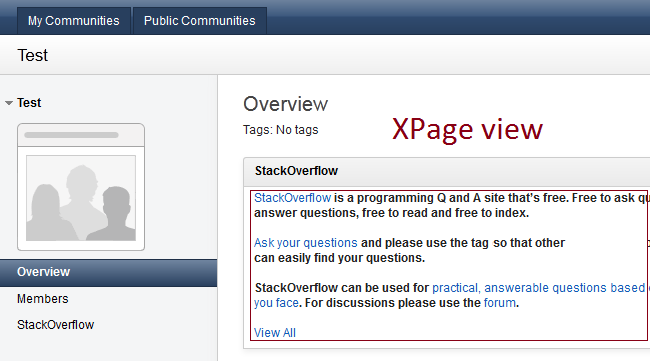 My Communities Public Communities
Test
Test
Overview
Members
StackOverflow
Overview
Tags: No tags
XPage view
StackOverflow
StackOverflow is a programming Q and A site that's free. Free to ask
answer questions, free to read and free to index.
Ask your questions and please use the tag so that other
can easily find your questions.
StackOverflow can be used for practical, answerable questions based
you face. For discussions please use the forum.
View All